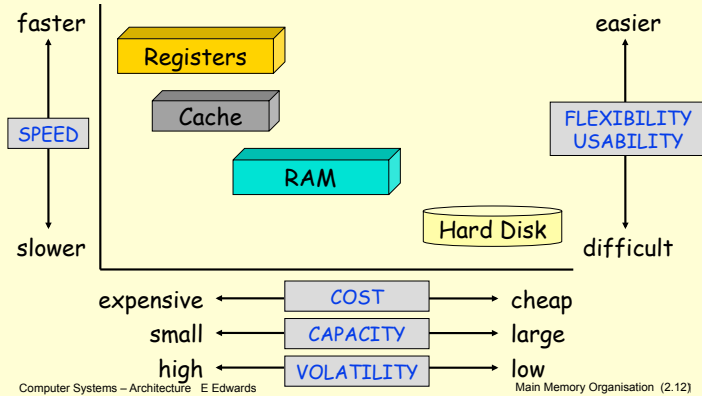 faster
easier
Registers
Cache
SPEED
FLEXIBILITY
USABILITY
RAM
Hard Disk
slower
difficult
expensive COST cheap
small CAPACITY large
high VOLATILITY low
Computer Systems – Architecture E Edwards Main Memory Organisation (2.12)